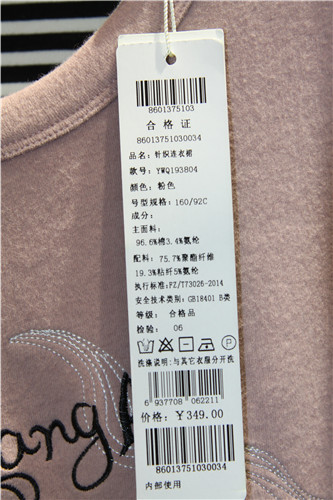 8601375103
合格证
86013751030034
品名: 针织连衣裙
款号: YWQ193804
颜色: 粉色
号型规格: 160/92C
成分:
主面料:
96.6%棉3.4%氨纶
配料: 75.7%聚酯纤维
19.3%粘纤5%氨纶
执行标准: FZ/T73026-2014
安全技术类别: GB18401 B类
等级: 合格品
检验: 06
洗涤说明: 与其它衣服分开洗
6 937708 062211
价格: ￥349.00
86013751030034
内部使用
ang